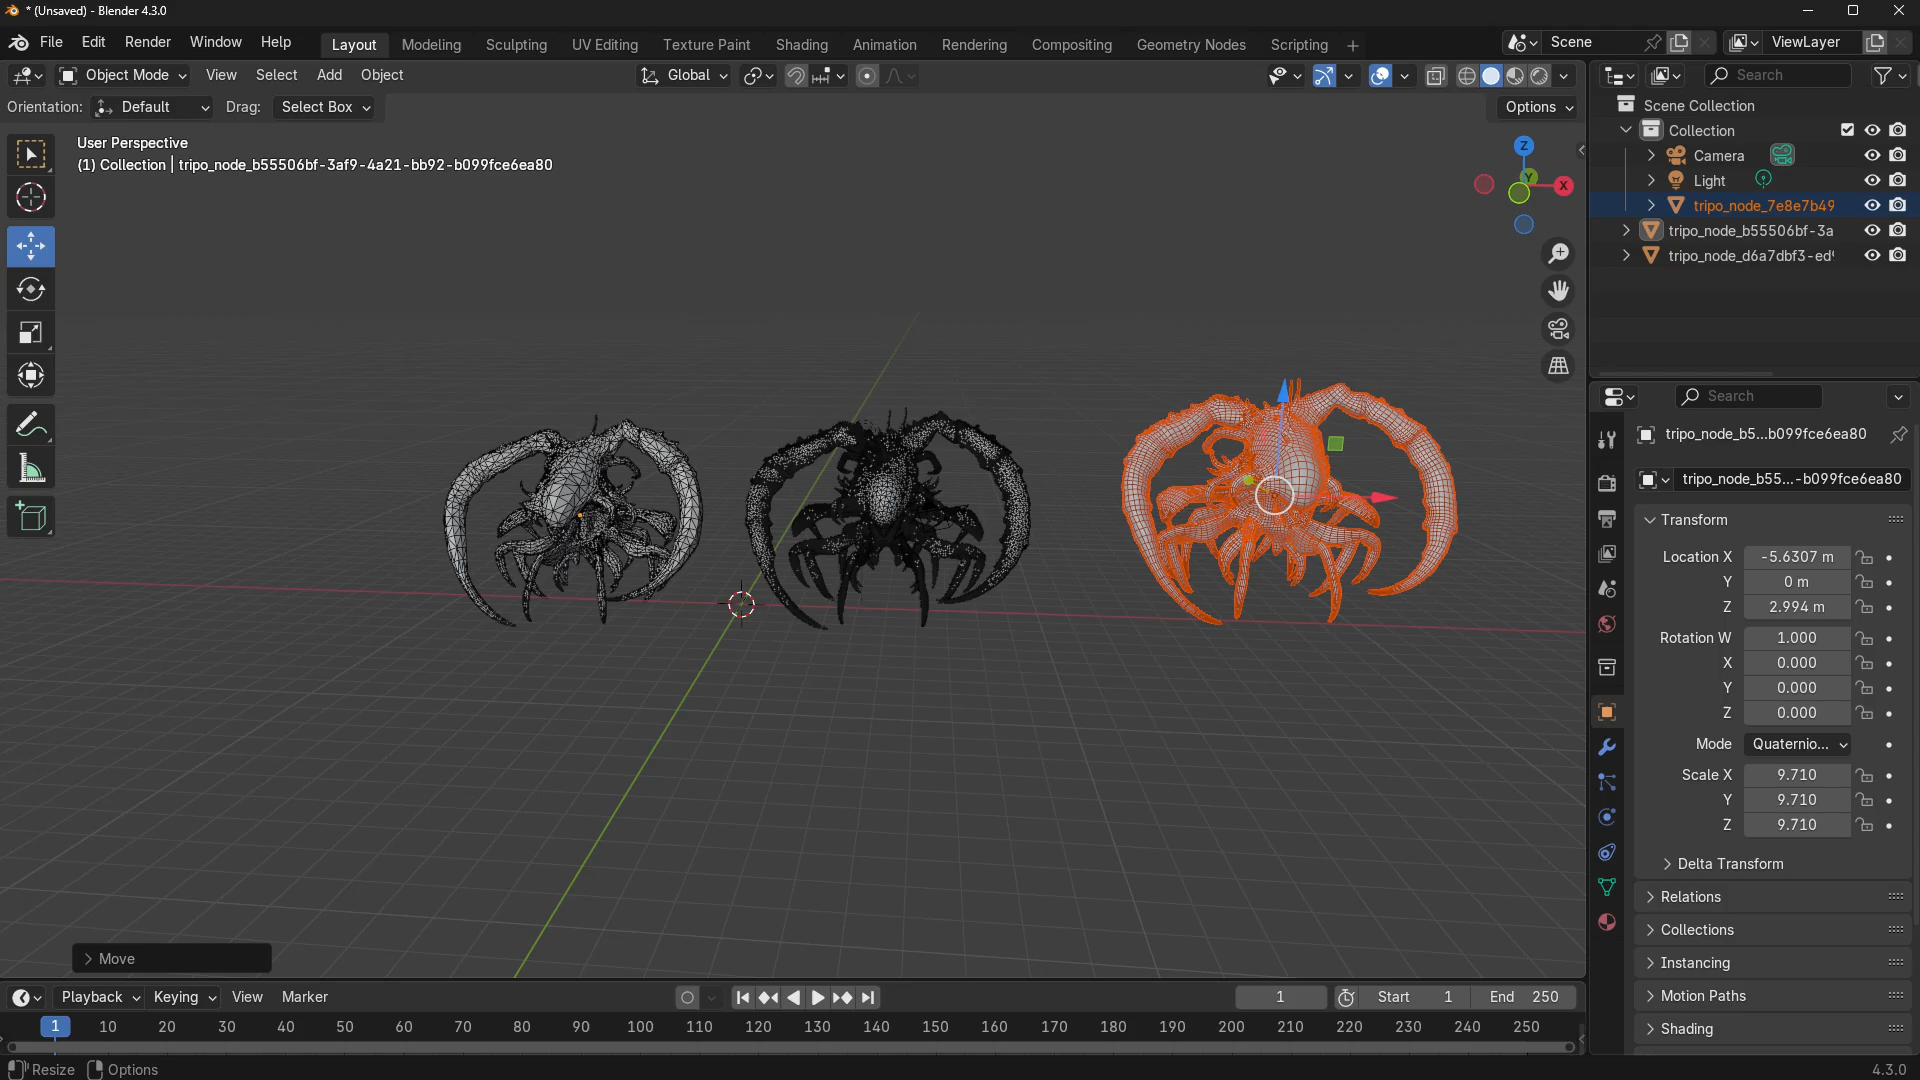 * (Unsaved) - Blender 4.3.0
File Edit Render Window Help Layout Modeling Sculpting UV Editing Texture Paint Shading Animation Rendering Compositing Geometry Nodes Scripting + Scene ViewLayer
Object Mode View Select Add Object Global Search
Orientation: Default Drag: Select Box Options
Scene Collection
Collection
Camera
Light
tripo_node_7e8e7b49
tripo_node_b55506bf-3a
tripo_node_d6a7dbf3-ed
User Perspective
(1) Collection | tripo_node_b55506bf-3af9-4a21-bb92-b099fce6ea80
Z
Y
X
Search
tripo_node_b5...b099fce6ea80
tripo_node_b55...-b099fce6ea80
Transform
Location X -5.6307 m
Y 0 m
Z 2.994 m
Rotation W 1.000
X 0.000
Y 0.000
Z 0.000
Mode Quaternio...
Scale X 9.710
Y 9.710
Z 9.710
Delta Transform
Relations
Collections
Instancing
Motion Paths
Shading
Move
Playback Keying View Marker 1 Start 1 End 250
1 10 20 30 40 50 60 70 80 90 100 110 120 130 140 150 160 170 180 190 200 210 220 230 240 250
Resize Options 4.3.0